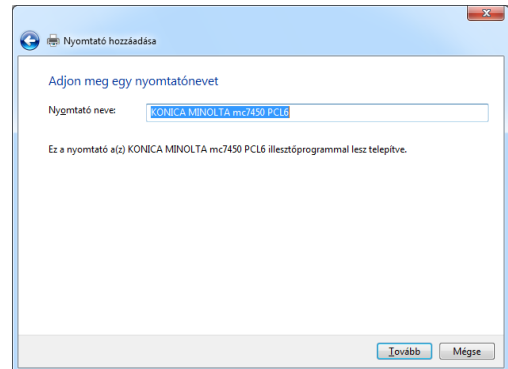 Nyomtató hozzáadása
Adjon meg egy nyomtatónevet
Nyomtató neve: KONICA MINOLTA mc7450 PCL6
Ez a nyomtató a(z) KONICA MINOLTA mc7450 PCL6 illesztőprogrammal lesz telepítve.
Tovább Mégse